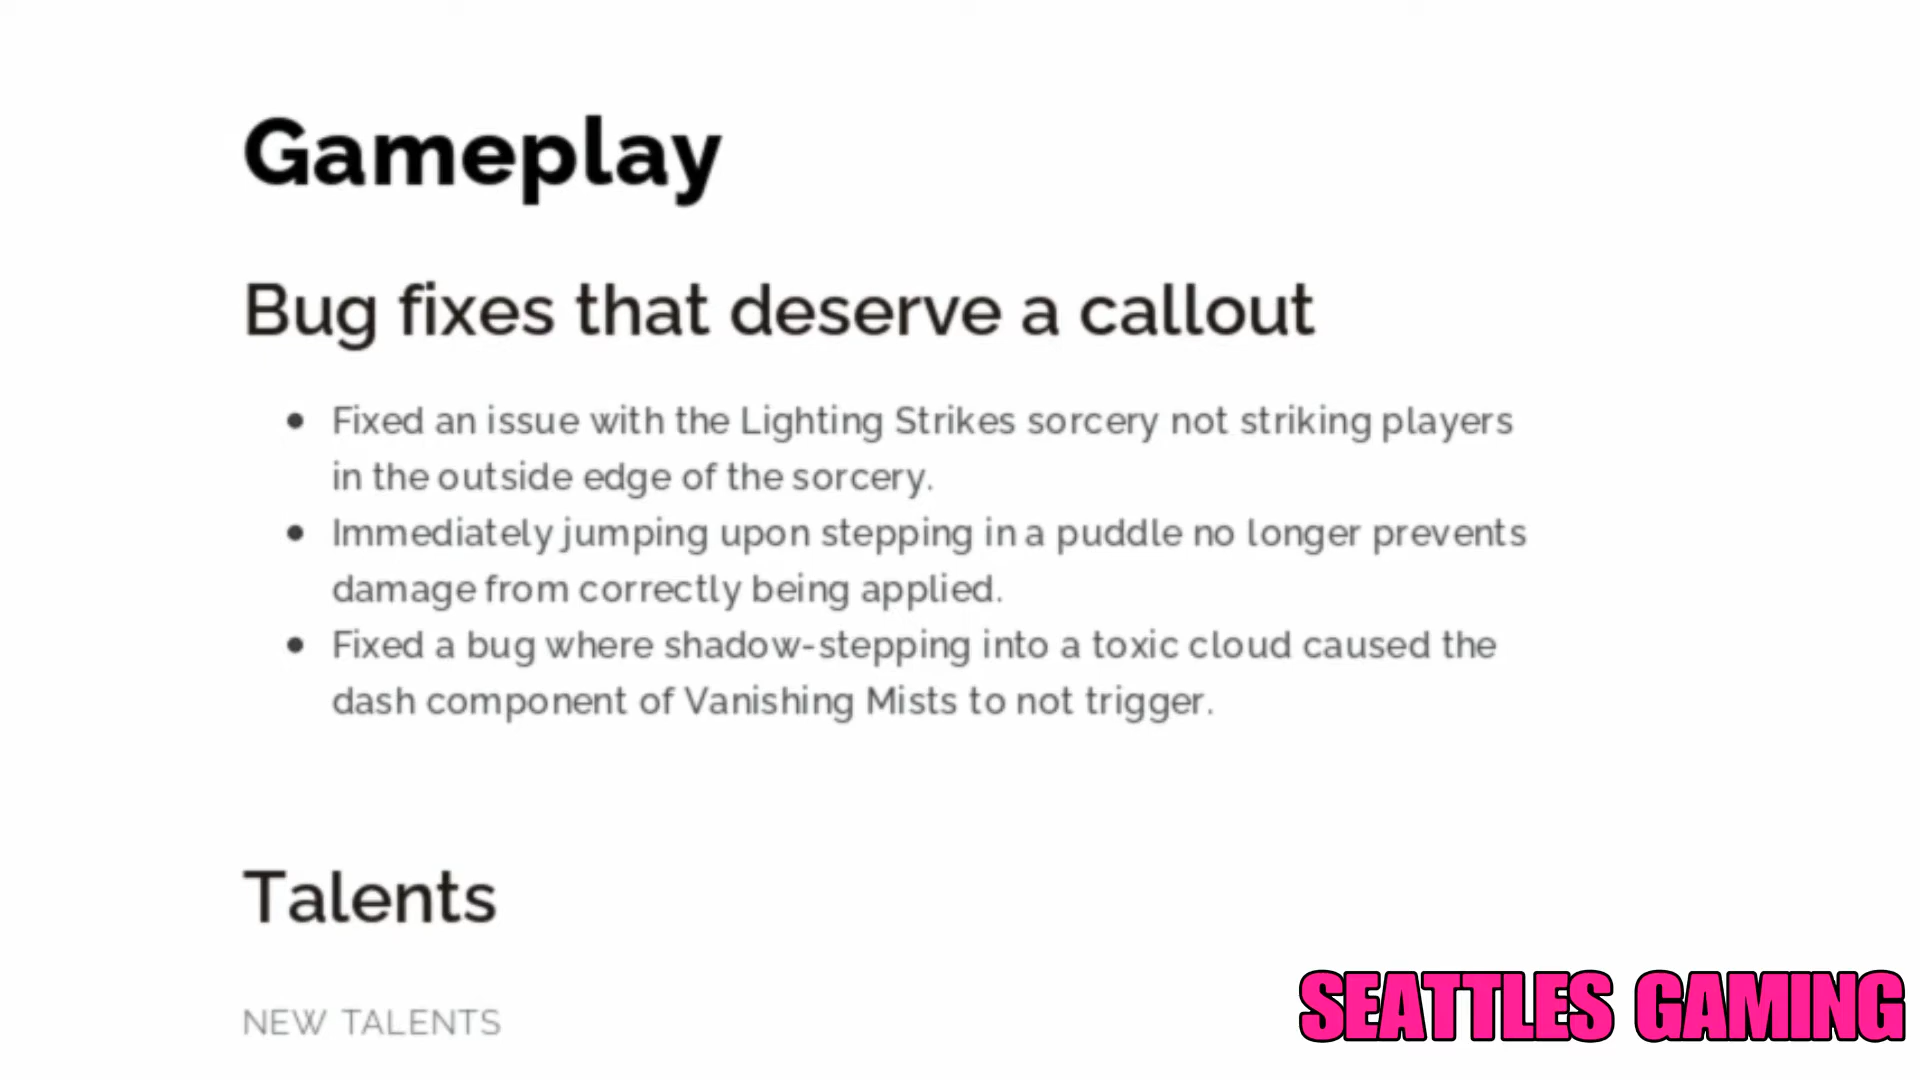 Gameplay
Bug fixes that deserve a callout
• Fixed an issue with the Lighting Strikes sorcery not striking players
in the outside edge of the sorcery.
• Immediately jumping upon stepping in a puddle no longer prevents
damage from correctly being applied.
• Fixed a bug where shadow-stepping into a toxic cloud caused the
dash component of Vanishing Mists to not trigger.
Talents
NEW TALENTS
SEATTLES GAMING